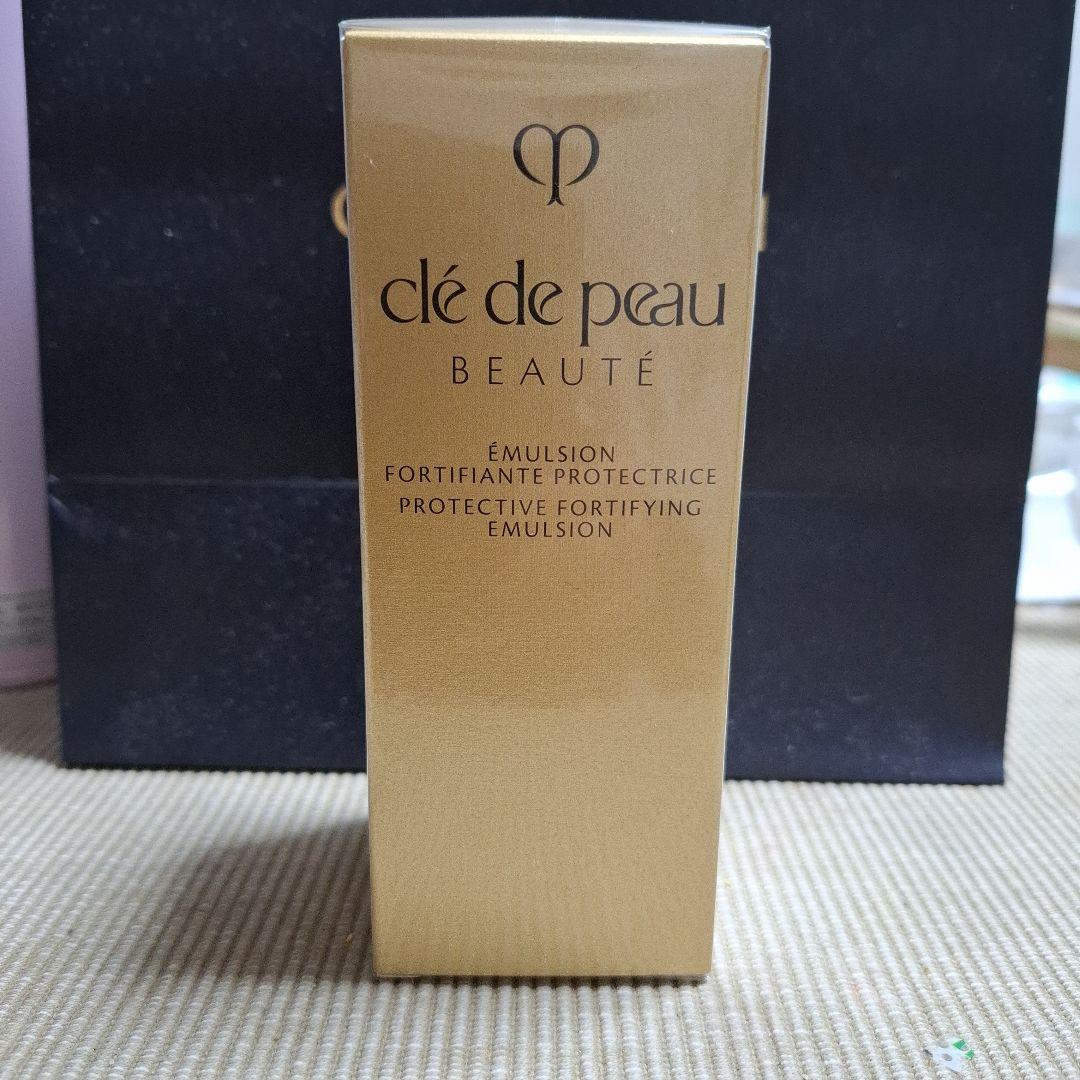 clé de peau
BEAUTÉ
ÉMULSION
FORTIFIANTE PROTECTRICE
PROTECTIVE FORTIFYING
EMULSION